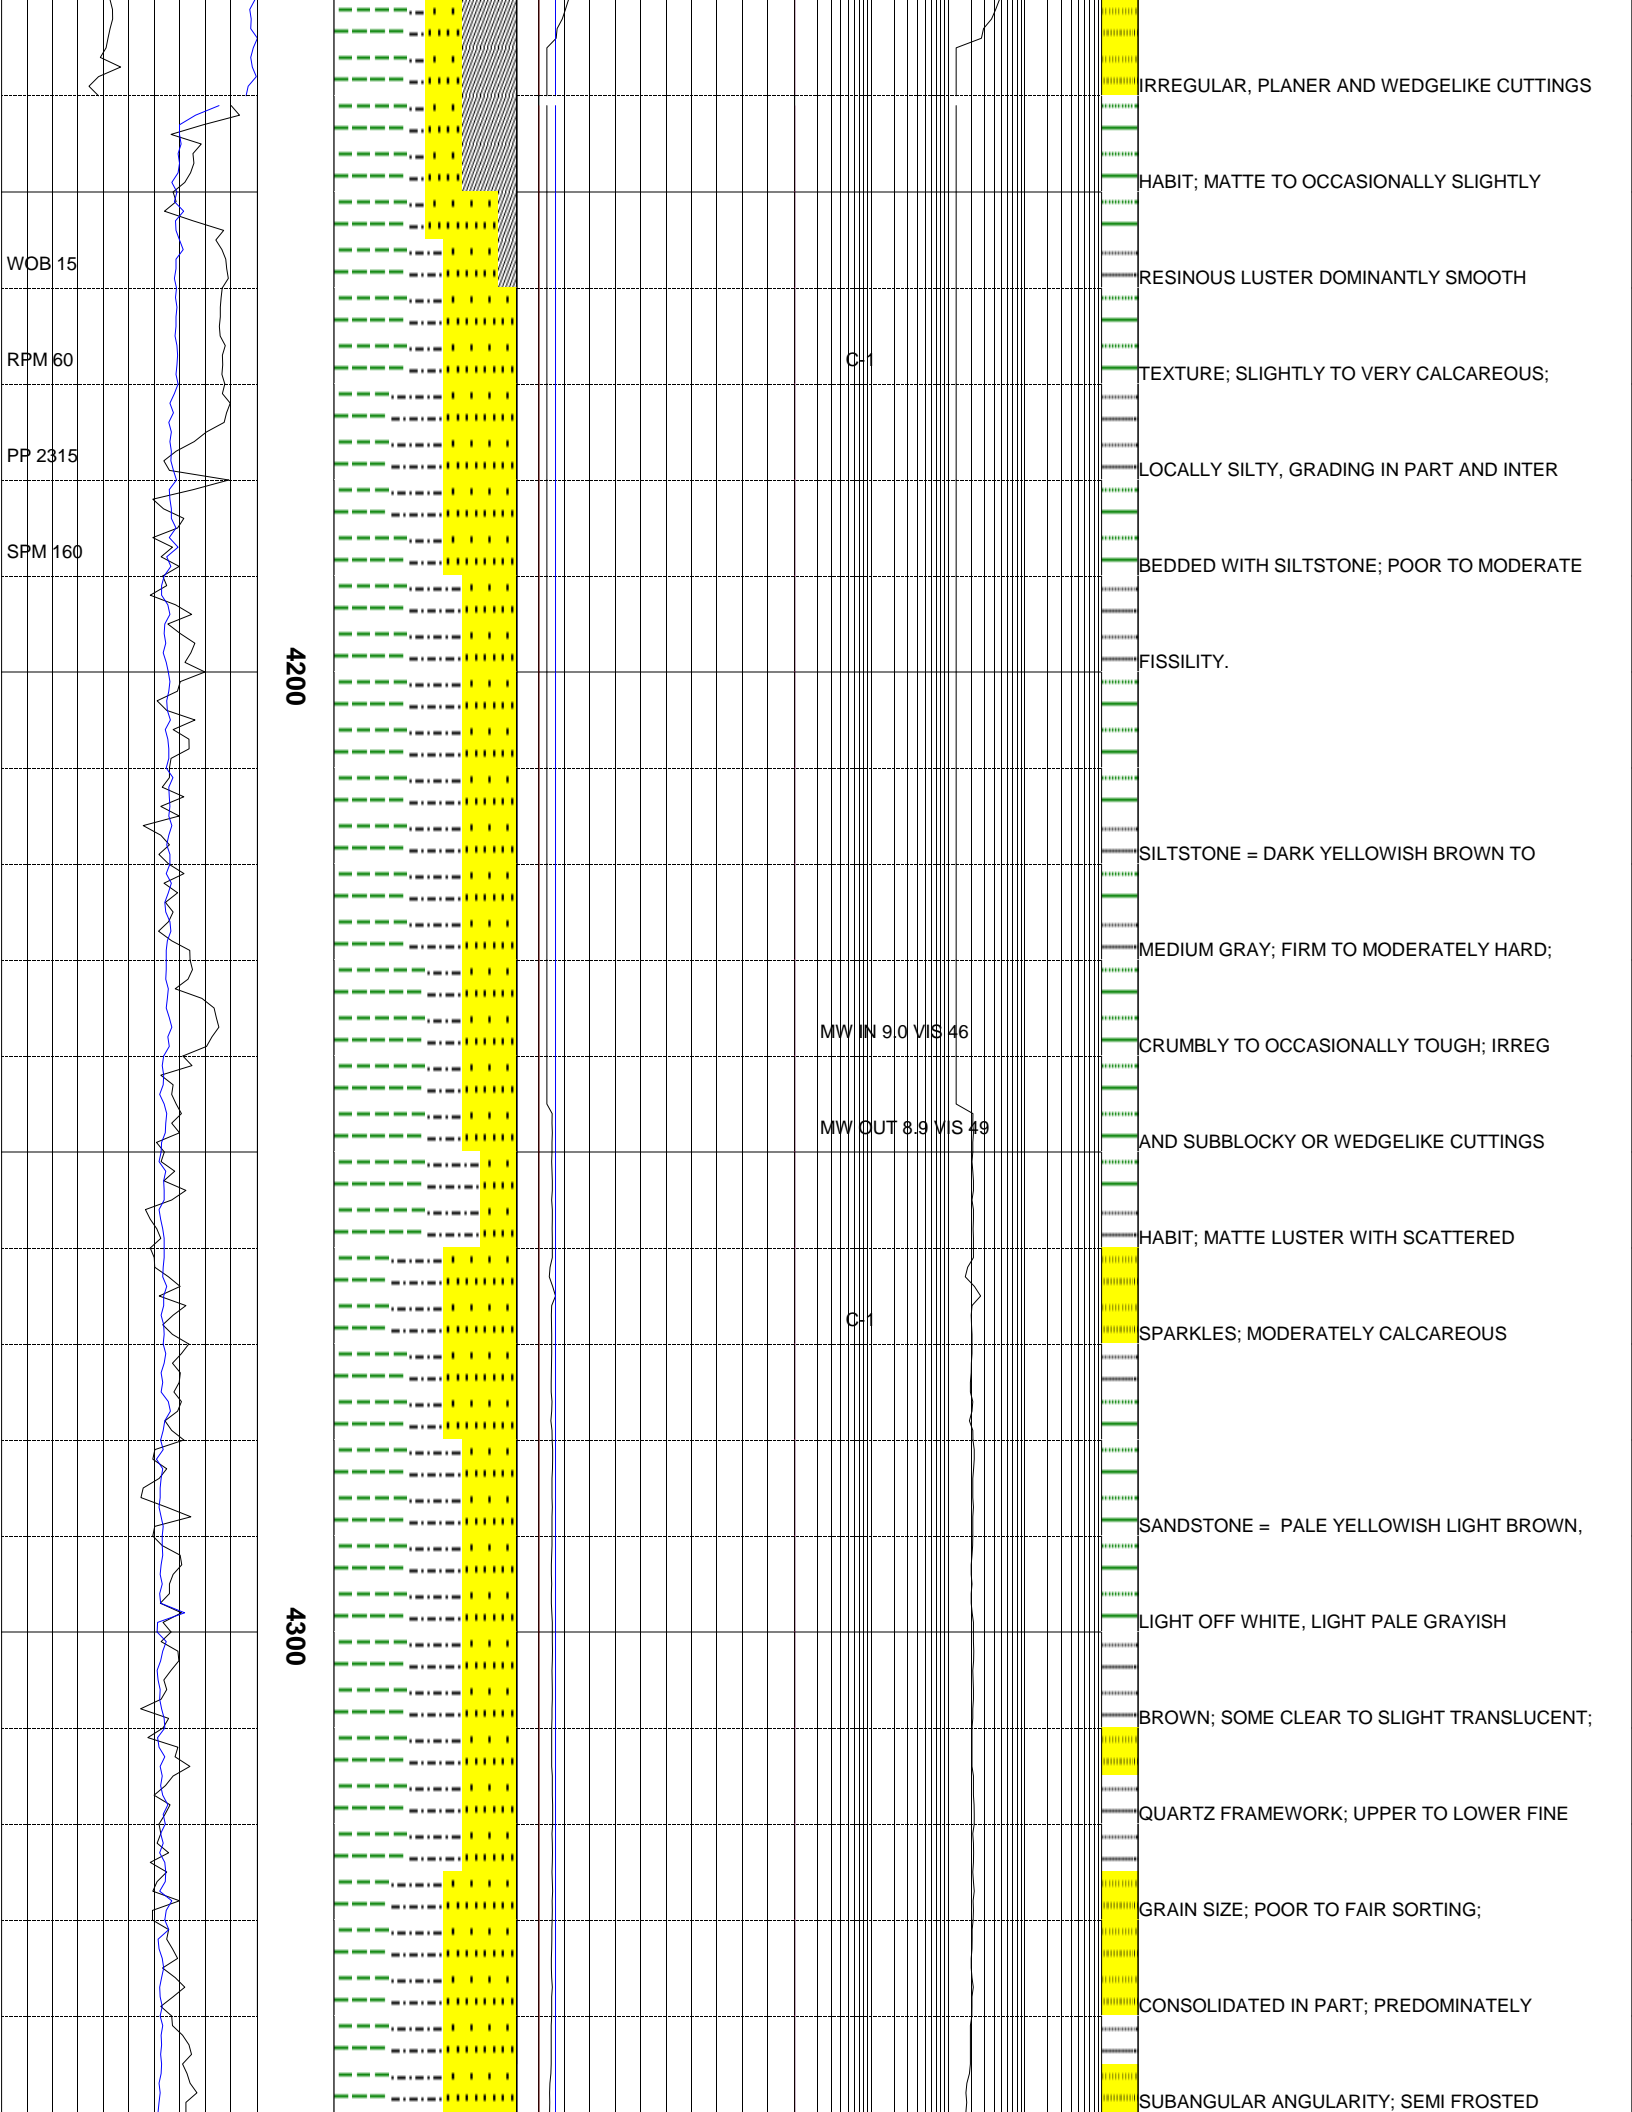 IRREGULAR, PLANER AND WEDGELIKE CUTTINGS
HABIT; MATTE TO OCCASIONALLY SLIGHTLY
WOB 15
RESINOUS LUSTER DOMINANTLY SMOOTH
RPM 60
C-1
TEXTURE; SLIGHTLY TO VERY CALCAREOUS;
PP 2315
LOCALLY SILTY, GRADING IN PART AND INTER
SPM 160
BEDDED WITH SILTSTONE; POOR TO MODERATE
4200
FISSILITY.
SILTSTONE = DARK YELLOWISH BROWN TO
MEDIUM GRAY; FIRM TO MODERATELY HARD;
MW IN 9.0 VIS 46
CRUMBLY TO OCCASIONALLY TOUGH; IRREG
MW OUT 8.9 VIS 49
AND SUBBLOCKY OR WEDGELIKE CUTTINGS
HABIT; MATTE LUSTER WITH SCATTERED
C-1
SPARKLES; MODERATELY CALCAREOUS
SANDSTONE =  PALE YELLOWISH LIGHT BROWN,
4300
LIGHT OFF WHITE, LIGHT PALE GRAYISH
BROWN; SOME CLEAR TO SLIGHT TRANSLUCENT;
QUARTZ FRAMEWORK; UPPER TO LOWER FINE
GRAIN SIZE; POOR TO FAIR SORTING;
CONSOLIDATED IN PART; PREDOMINATELY
SUBANGULAR ANGULARITY; SEMI FROSTED